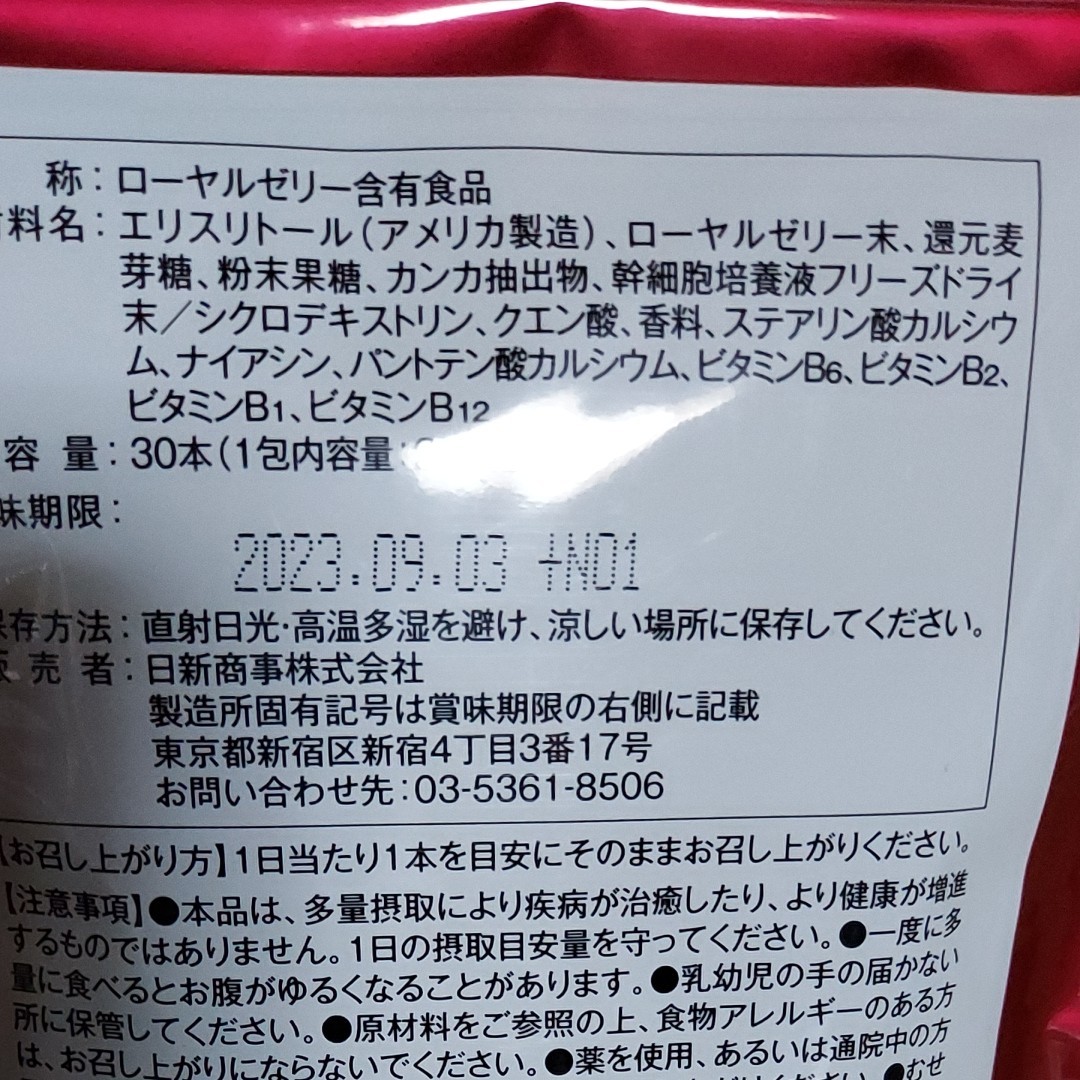 称：ローヤルゼリー含有食品
料名：エリスリトール（アメリカ製造）、ローヤルゼリー末、還元麦
芽糖、粉末果糖、カンカ抽出物、幹細胞培養液フリーズドライ
末／シクロデキストリン、クエン酸、香料、ステアリン酸カルシウ
ム、ナイアシン、パントテン酸カルシウム、ビタミンB6、ビタミンB2、
ビタミンB1、ビタミンB12
容 量：30本（1包内容量：
味期限：
2023.09.03 +N01
保存方法：直射日光・高温多湿を避け、涼しい場所に保存してください。
販 売 者：日新商事株式会社
製造所固有記号は賞味期限の右側に記載
東京都新宿区新宿4丁目3番17号
お問い合わせ先：03-5361-8506
【お召し上がり方】1日当たり1本を目安にそのままお召し上がりください。
【注意事項】●本品は、多量摂取により疾病が治癒したり、より健康が増進
するものではありません。1日の摂取目安量を守ってください。●一度に多
量に食べるとお腹がゆるくなることがあります。●乳幼児の手の届かない
所に保管してください。●原材料をご参照の上、食物アレルギーのある方
は、お召し上がりにならないでください。●薬を使用、あるいは通院中の方
●むせ